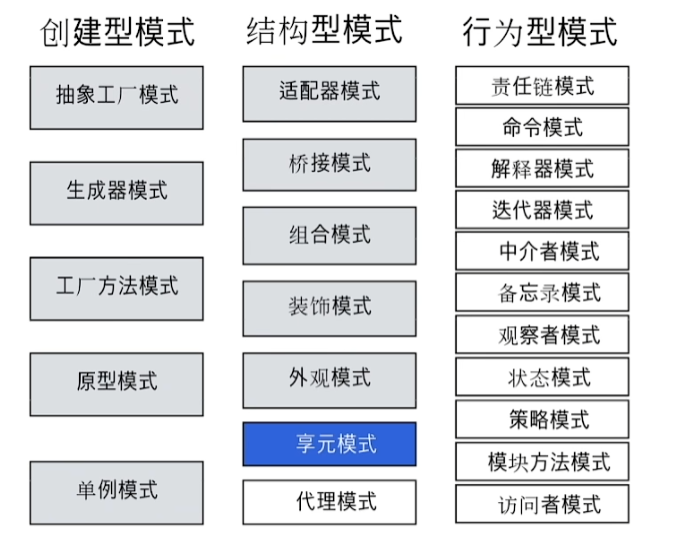 创建型模式
抽象工厂模式
生成器模式
工厂方法模式
原型模式
单例模式
结构型模式
适配器模式
桥接模式
组合模式
装饰模式
外观模式
享元模式
代理模式
行为型模式
责任链模式
命令模式
解释器模式
迭代器模式
中介者模式
备忘录模式
观察者模式
状态模式
策略模式
模块方法模式
访问者模式